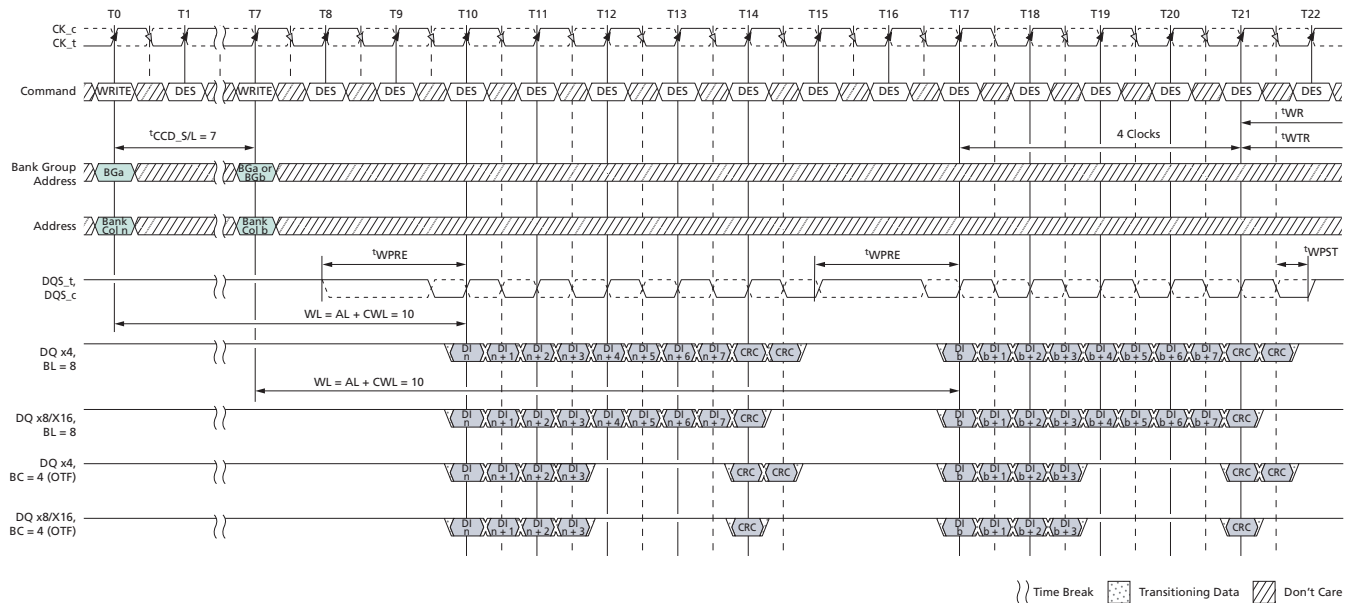 T0 T1 T7 T8 T9 T10 T11 T12 T13 T14 T15 T16 T17 T18 T19 T20 T21 T22
CK_c
CK_t
Command WRITE DES WRITE DES DES DES DES DES DES DES DES DES DES DES DES DES DES DES
tWR
tCCD_S/L = 7 4 Clocks tWTR
Bank Group
Address
BGa BGa or
BGb
Address Bank
Col n Bank
Col b
tWPRE tWPRE tWPST
DQS_t,
DQS_c
WL = AL + CWL = 10
DQ x4,
BL = 8
DI
n DI
n + 1 DI
n + 2 DI
n + 3 DI
n + 4 DI
n + 5 DI
n + 6 DI
n + 7 CRC CRC DI
b DI
b + 1 DI
b + 2 DI
b + 3 DI
b + 4 DI
b + 5 DI
b + 6 DI
b + 7 CRC CRC
WL = AL + CWL = 10
DQ x8/X16,
BL = 8
DI
n DI
n + 1 DI
n + 2 DI
n + 3 DI
n + 4 DI
n + 5 DI
n + 6 DI
n + 7 CRC DI
b DI
b + 1 DI
b + 2 DI
b + 3 DI
b + 4 DI
b + 5 DI
b + 6 DI
b + 7 CRC
DQ x4,
BC = 4 (OTF)
DI
n DI
n + 1 DI
n + 2 DI
n + 3 CRC CRC DI
b DI
b + 1 DI
b + 2 DI
b + 3 CRC CRC
DQ x8/X16,
BC = 4 (OTF)
DI
n DI
n + 1 DI
n + 2 DI
n + 3 CRC DI
b DI
b + 1 DI
b + 2 DI
b + 3 CRC
Time Break Transitioning Data Don't Care